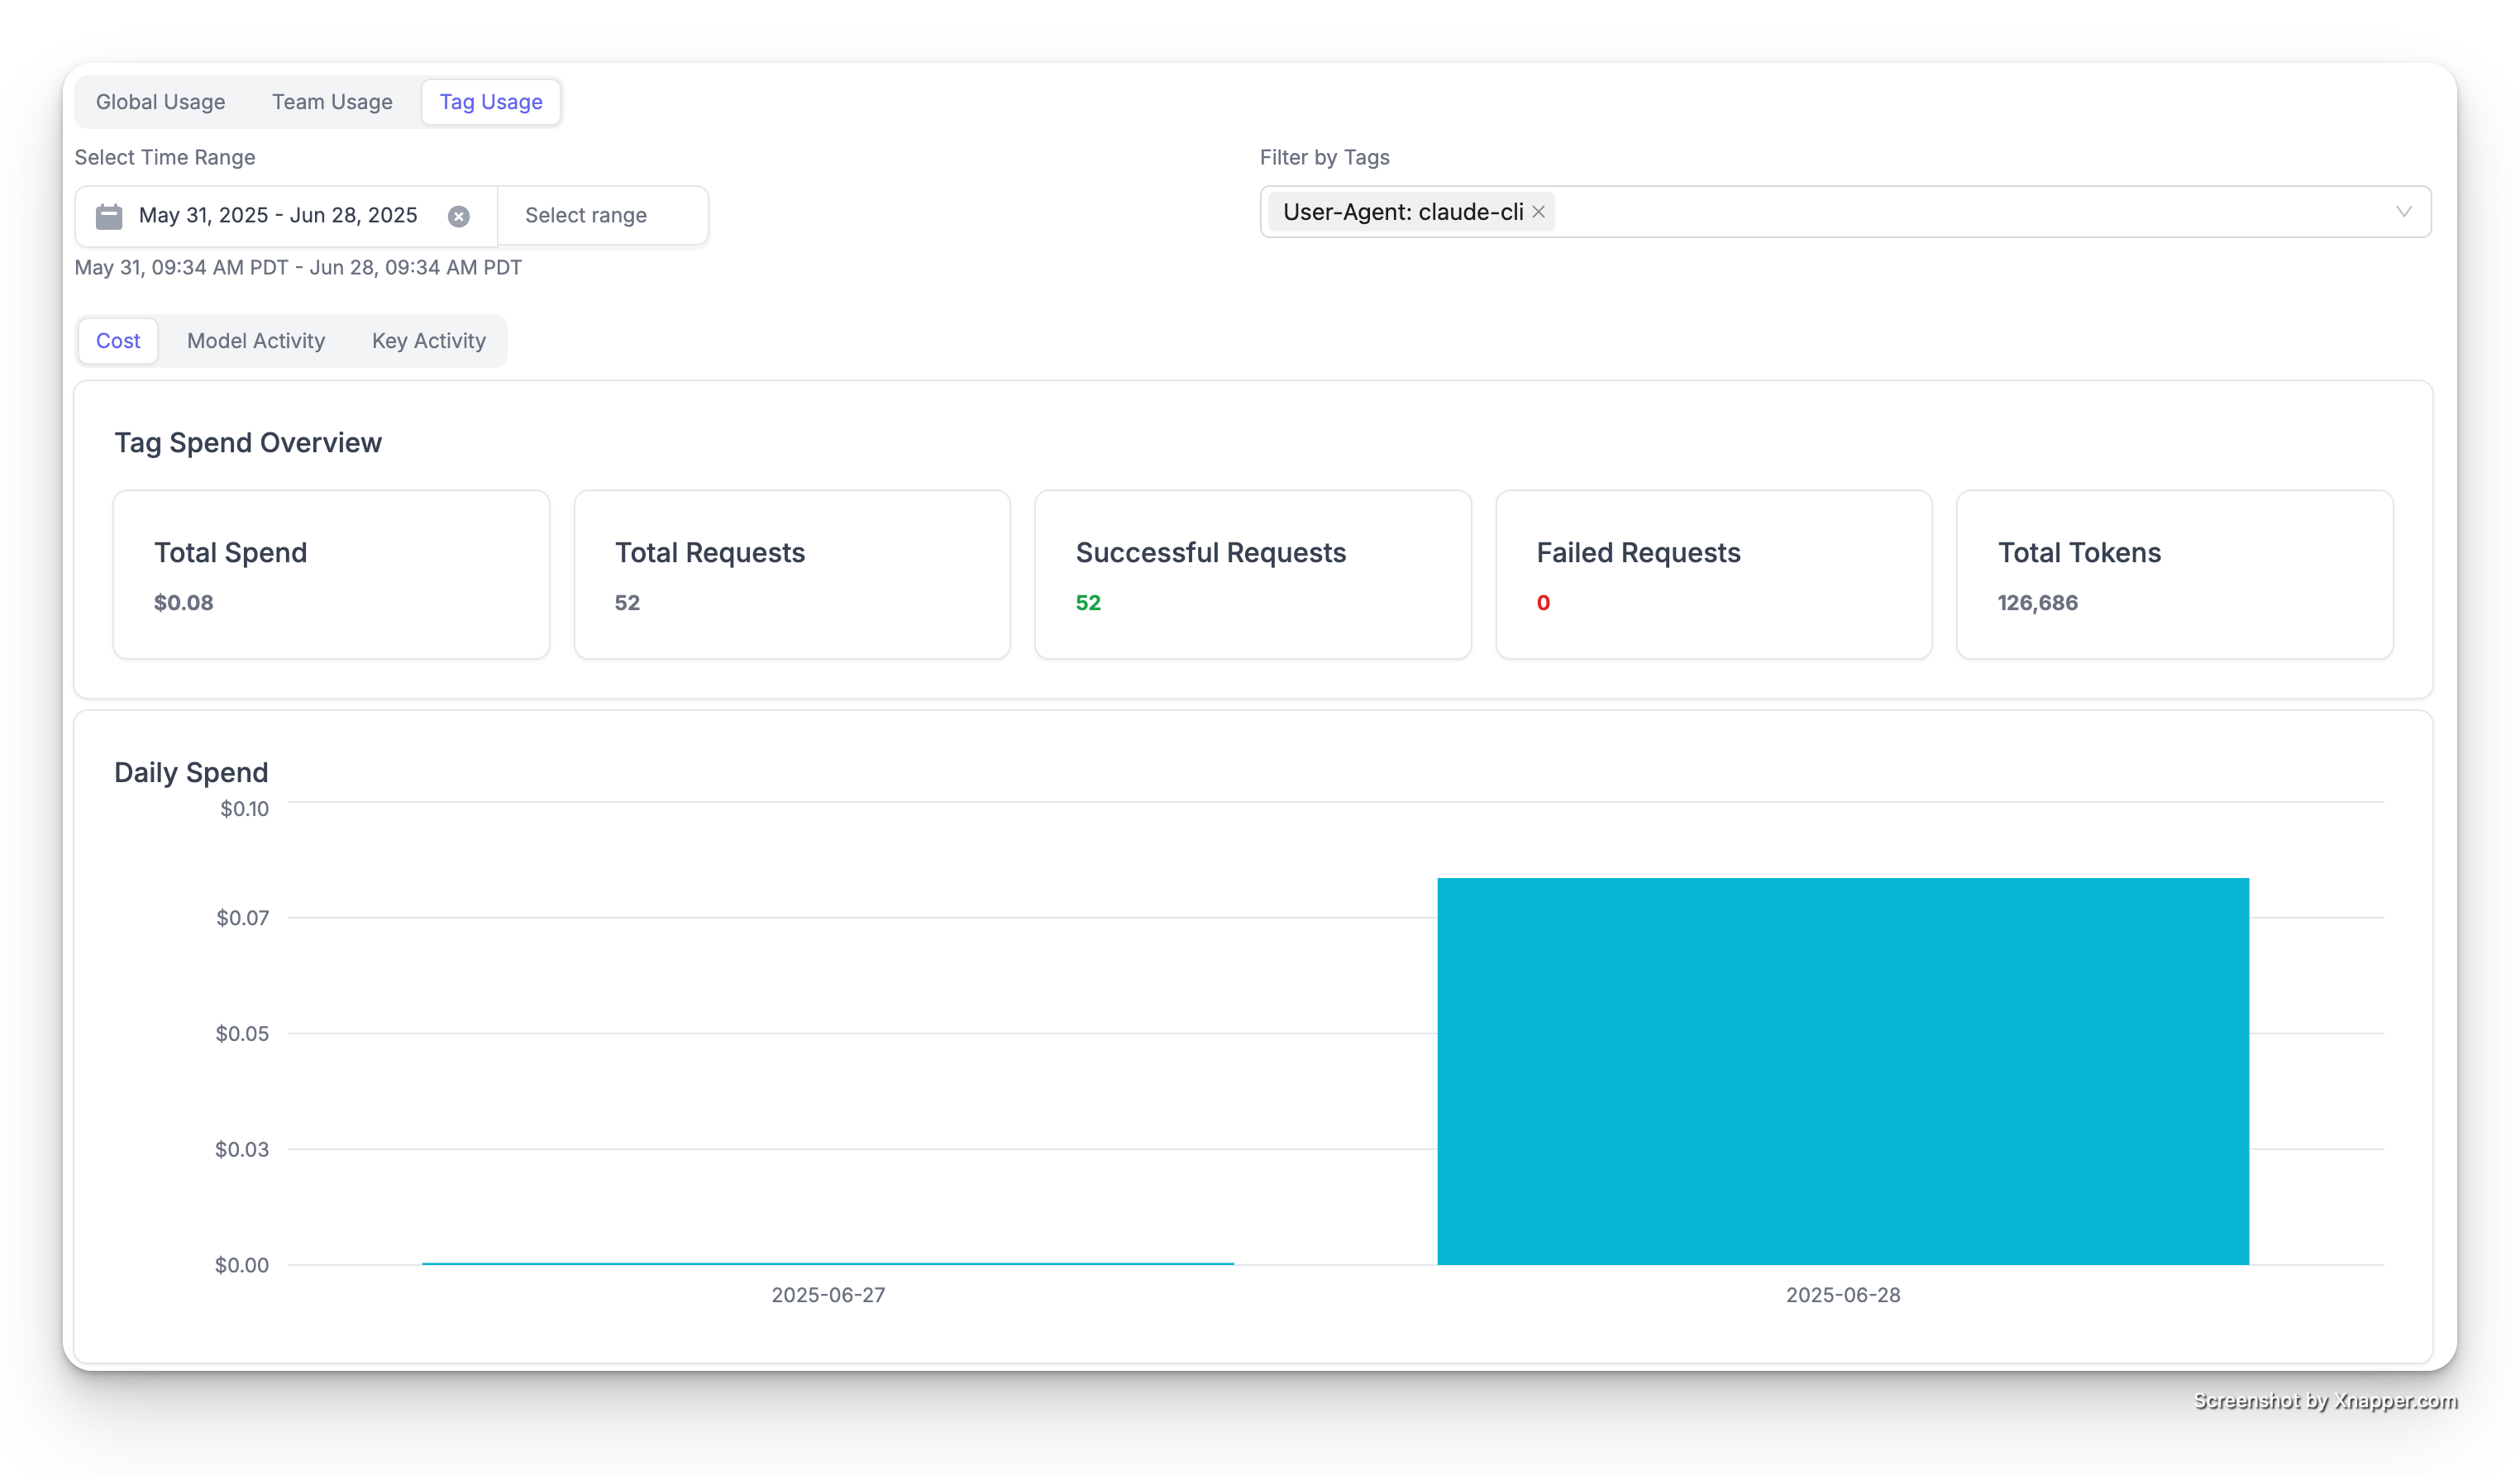 Global Usage Team Usage Tag Usage
Select Time Range
Filter by Tags
May 31, 2025 - Jun 28, 2025 Select range
User-Agent: claude-cli
May 31, 09:34 AM PDT - Jun 28, 09:34 AM PDT
Cost Model Activity Key Activity
Tag Spend Overview
Total Spend
$0.08
Total Requests
52
Successful Requests
52
Failed Requests
0
Total Tokens
126,686
Daily Spend
$0.10
$0.07
$0.05
$0.03
$0.00
2025-06-27 2025-06-28
Screenshot by Xnapper.com